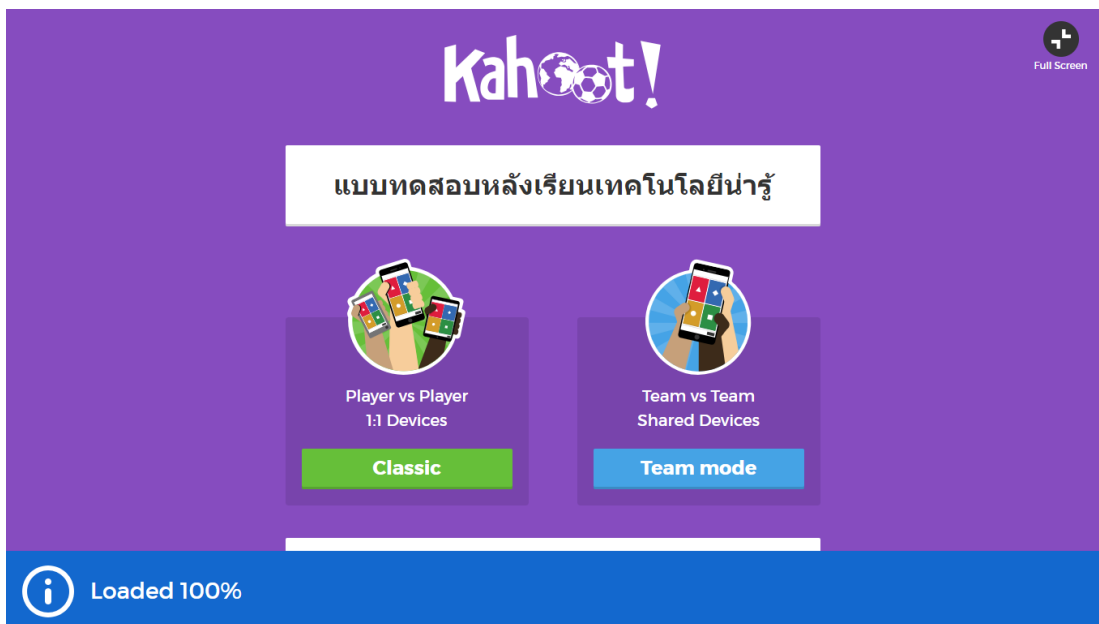 Kahoot!
Full Screen
แบบทดสอบหลังเรียนเทคโนโลยีน่ารู้
Player vs Player
1:1 Devices
Classic
Team vs Team
Shared Devices
Team mode
Loaded 100%